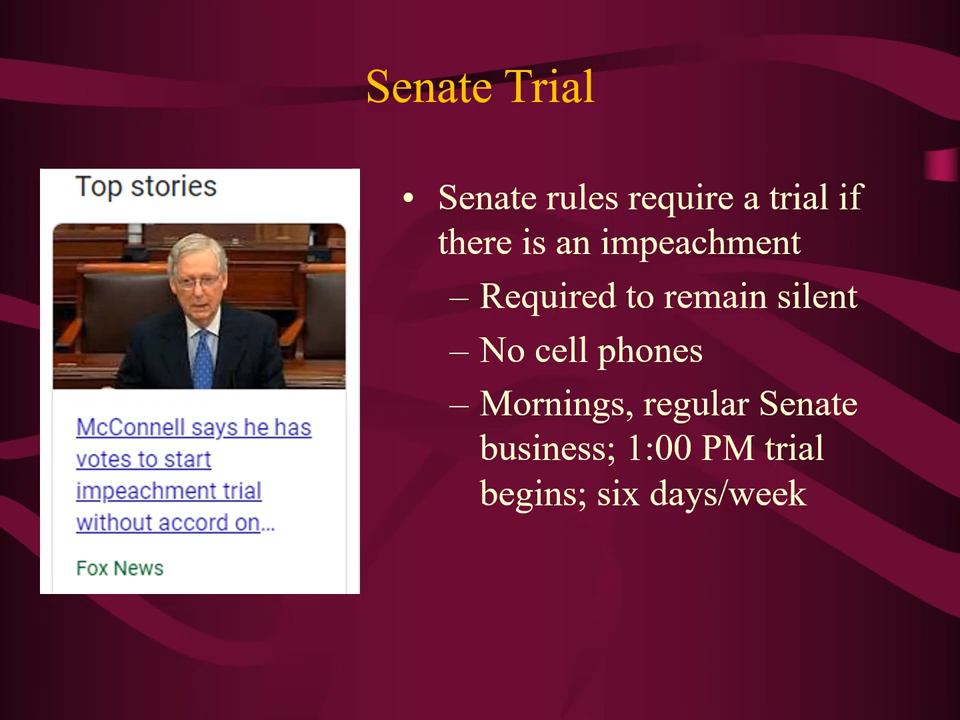 Senate Trial
Top stories
McConnell says he has
votes to start
impeachment trial
without accord on...
Fox News
• Senate rules require a trial if
there is an impeachment
– Required to remain silent
– No cell phones
– Mornings, regular Senate
business; 1:00 PM trial
begins; six days/week